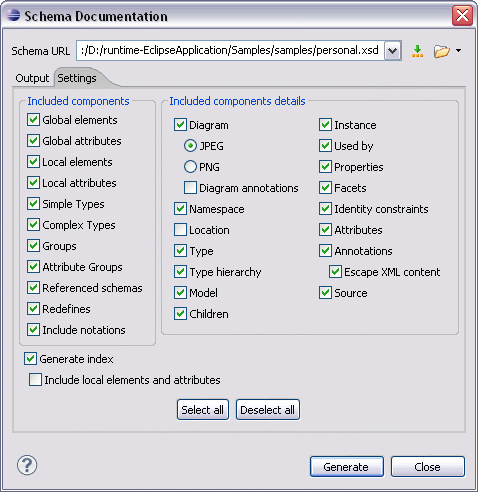 Schema Documentation
Schema URL :/D:/runtime-EclipseApplication/Samples/samples/personal.xsd
Output Settings
Included components
Global elements
Global attributes
Local elements
Local attributes
Simple Types
Complex Types
Groups
Attribute Groups
Referenced schemas
Redefines
Include notations
Included components details
Diagram
JPEG
PNG
Diagram annotations
Namespace
Location
Type
Type hierarchy
Model
Children
Instance
Used by
Properties
Facets
Identity constraints
Attributes
Annotations
Escape XML content
Source
Generate index
Include local elements and attributes
Select all Deselect all
? Generate Close